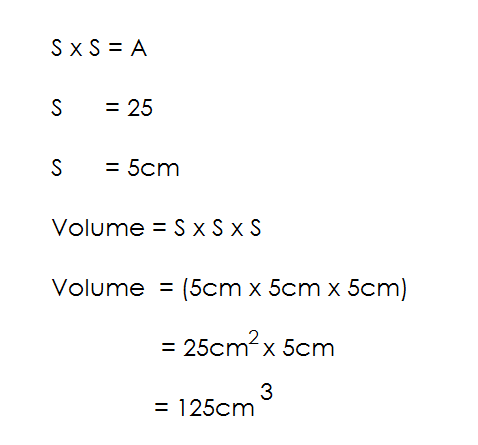 S x S = A
S = 25
S = 5cm
Volume = S x S x S
Volume = (5cm x 5cm x 5cm)
= 25cm² x 5cm
= 125cm³